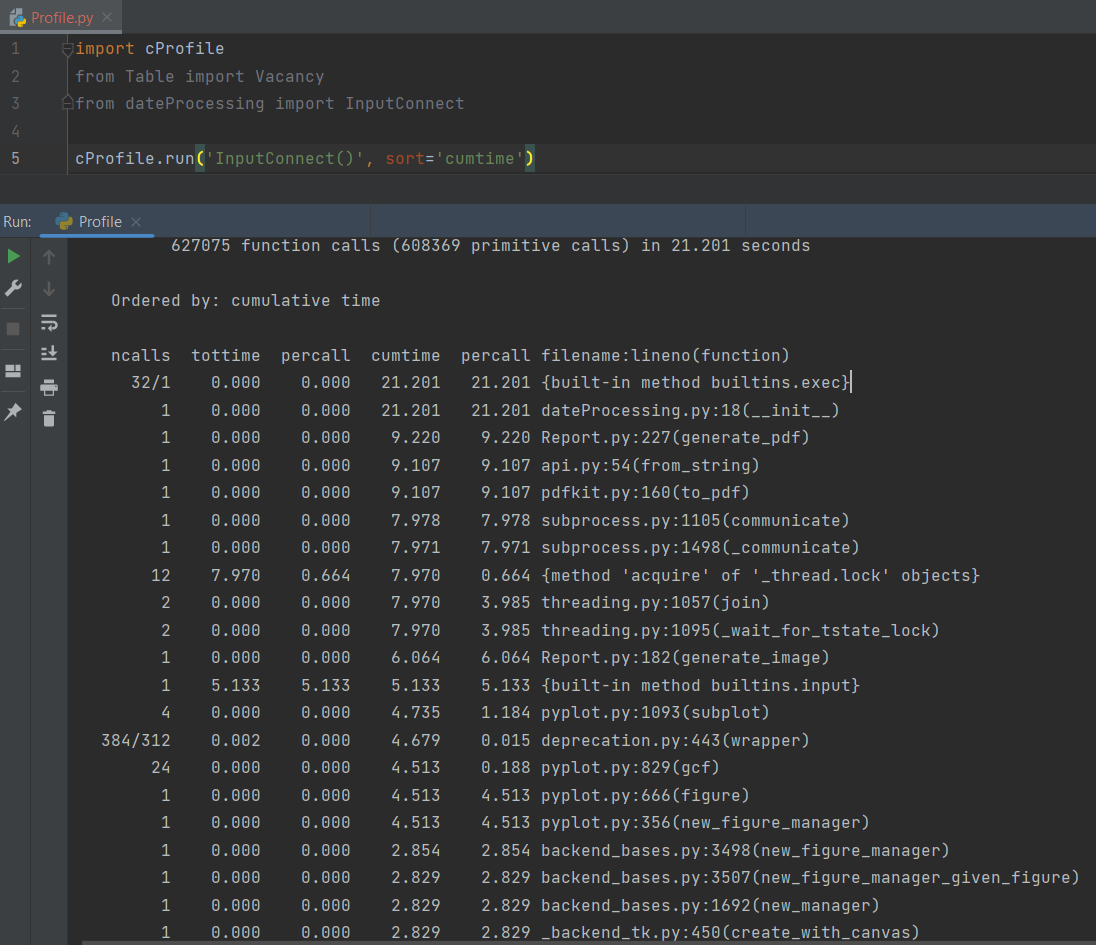 Profile.py
1 import cProfile
2 from Table import Vacancy
3 from dateProcessing import InputConnect
4
5 cProfile.run('InputConnect()', sort='cumtime')
Run: Profile
627075 function calls (608369 primitive calls) in 21.201 seconds
Ordered by: cumulative time
ncalls tottime percall cumtime percall filename:lineno(function)
32/1 0.000 0.000 21.201 21.201 {built-in method builtins.exec}
1 0.000 0.000 21.201 21.201 dateProcessing.py:18(__init__)
1 0.000 0.000 9.220 9.220 Report.py:227(generate_pdf)
1 0.000 0.000 9.107 9.107 api.py:54(from_string)
1 0.000 0.000 9.107 9.107 pdfkit.py:160(to_pdf)
1 0.000 0.000 7.978 7.978 subprocess.py:1105(communicate)
1 0.000 0.000 7.971 7.971 subprocess.py:1498(_communicate)
12 7.970 0.664 7.970 0.664 {method 'acquire' of '_thread.lock' objects}
2 0.000 0.000 7.970 3.985 threading.py:1057(join)
2 0.000 0.000 7.970 3.985 threading.py:1095(_wait_for_tstate_lock)
1 0.000 0.000 6.064 6.064 Report.py:182(generate_image)
1 5.133 5.133 5.133 5.133 {built-in method builtins.input}
4 0.000 0.000 4.735 1.184 pyplot.py:1093(subplot)
384/312 0.002 0.000 4.679 0.015 deprecation.py:443(wrapper)
24 0.000 0.000 4.513 0.188 pyplot.py:829(gcf)
1 0.000 0.000 4.513 4.513 pyplot.py:666(figure)
1 0.000 0.000 4.513 4.513 pyplot.py:356(new_figure_manager)
1 0.000 0.000 2.854 2.854 backend_bases.py:3498(new_figure_manager)
1 0.000 0.000 2.829 2.829 backend_bases.py:3507(new_figure_manager_given_figure)
1 0.000 0.000 2.829 2.829 backend_bases.py:1692(new_manager)
1 0.000 0.000 2.829 2.829 _backend_tk.py:450(create_with_canvas)